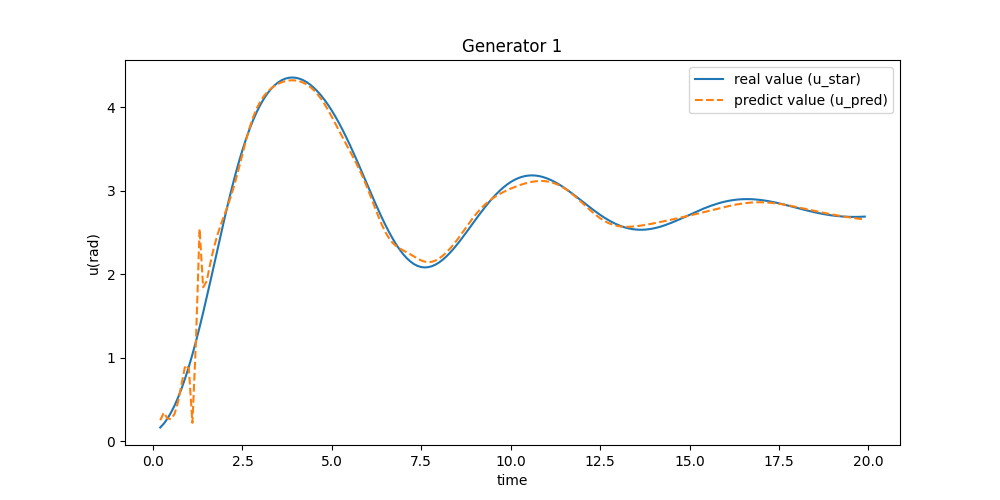 Generator 1
real value (u_star)
predict value (u_pred)
u(rad)
4
3
2
1
0
0.0 2.5 5.0 7.5 10.0 12.5 15.0 17.5 20.0
time